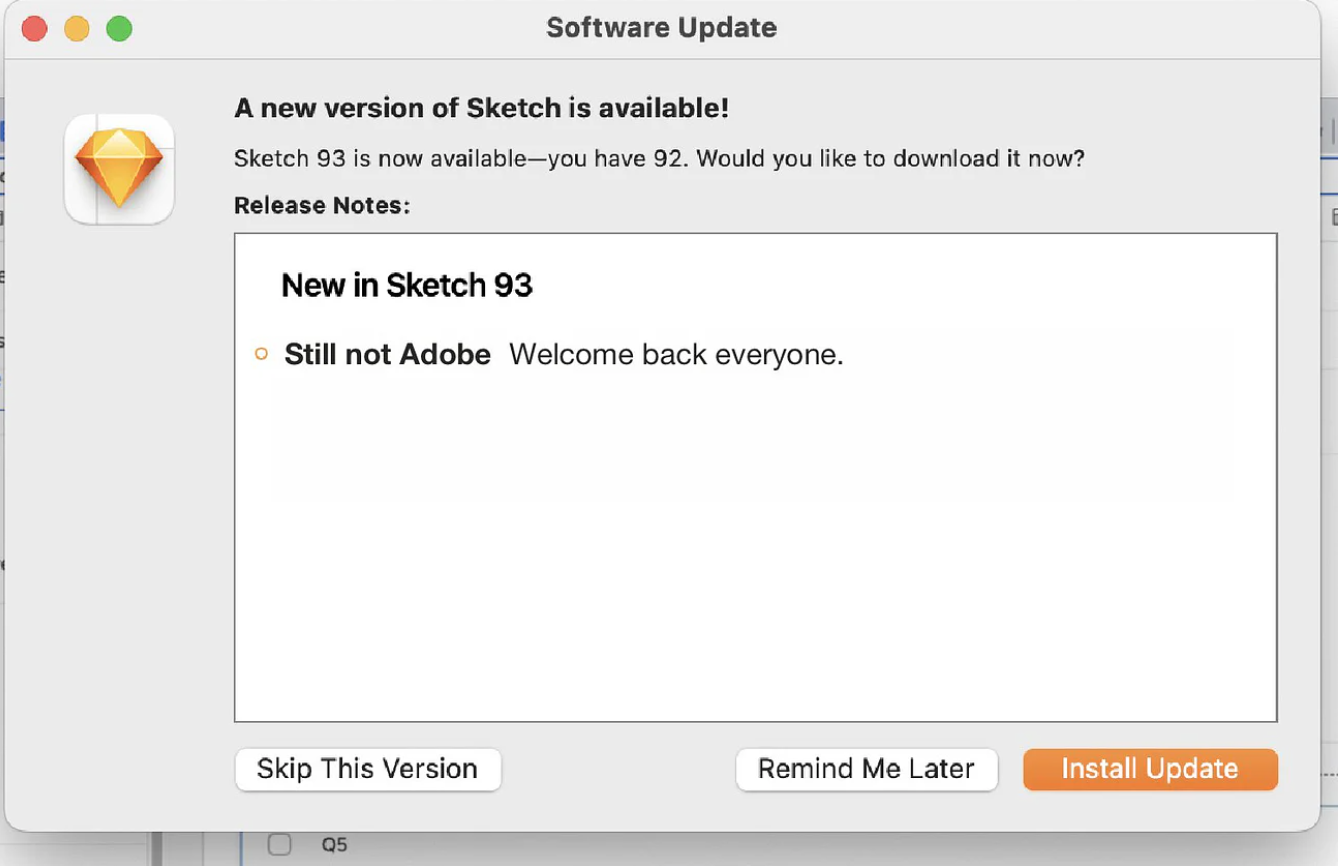 Software Update
A new version of Sketch is available!
Sketch 93 is now available—you have 92. Would you like to download it now?
Release Notes:
New in Sketch 93
Still not Adobe Welcome back everyone.
Skip This Version
Remind Me Later
Install Update
Q5